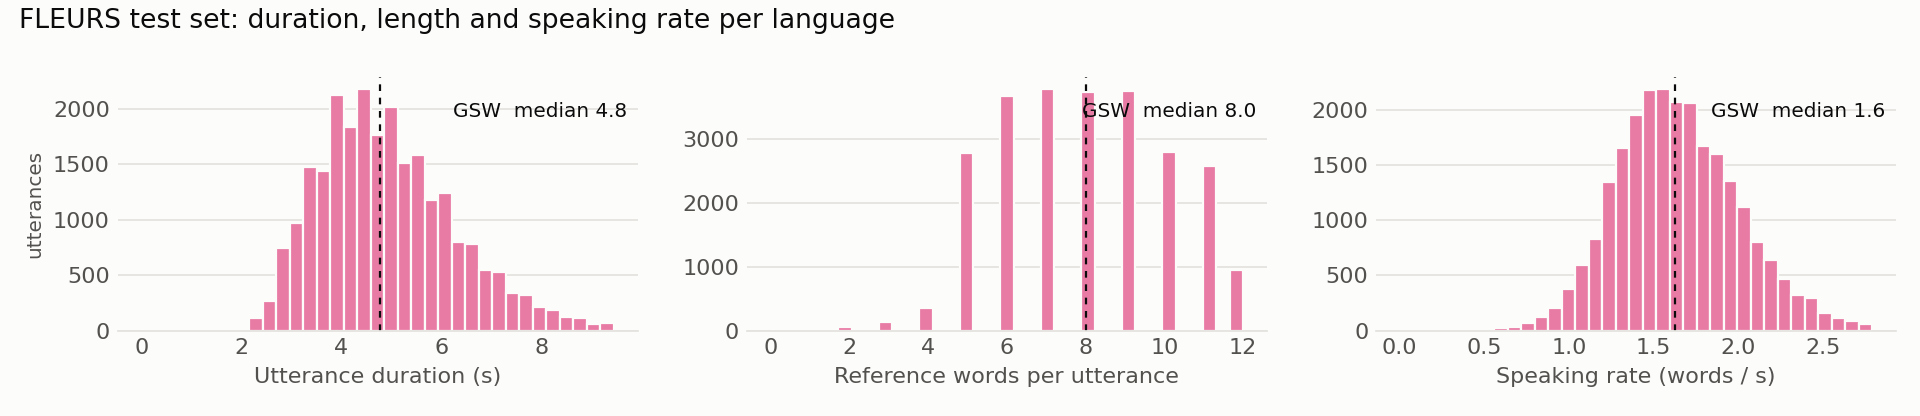 FLEURS test set: duration, length and speaking rate per language
utterances
2000
1500
1000
500
0
GSW  median 4.8
0 2 4 6 8
Utterance duration (s)
3000
2000
1000
0
GSW  median 8.0
0 2 4 6 8 10 12
Reference words per utterance
2000
1500
1000
500
0
GSW  median 1.6
0.0 0.5 1.0 1.5 2.0 2.5
Speaking rate (words / s)